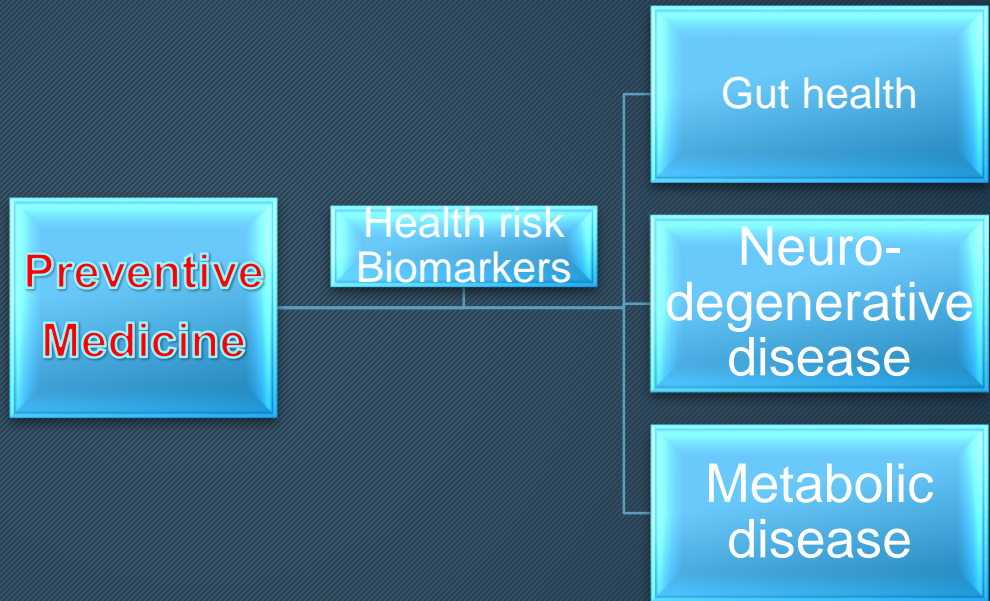 Preventive
Medicine
Health risk
Biomarkers
Gut health
Neuro-
degenerative
disease
Metabolic
disease